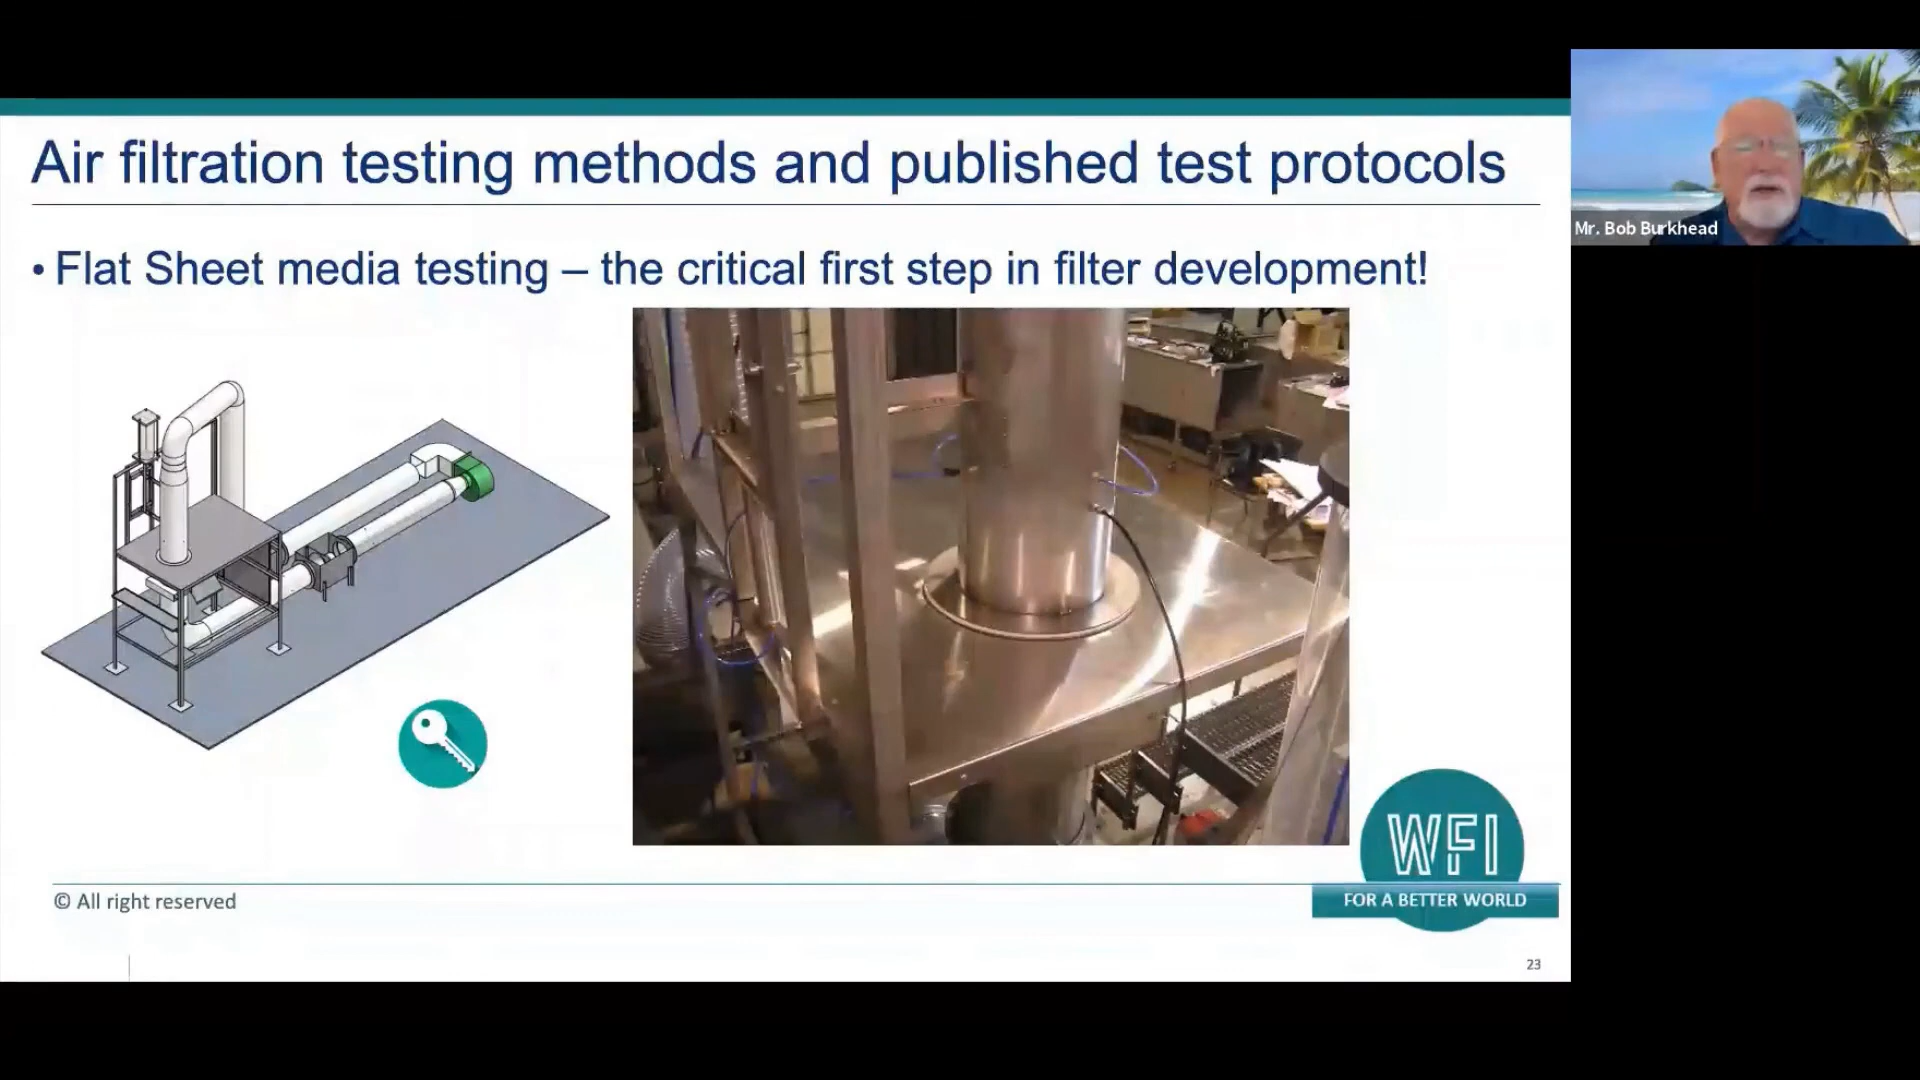 Air filtration testing methods and published test protocols
Mr. Bob Burkhead
• Flat Sheet media testing – the critical first step in filter development!
WFI
FOR A BETTER WORLD
© All right reserved
23